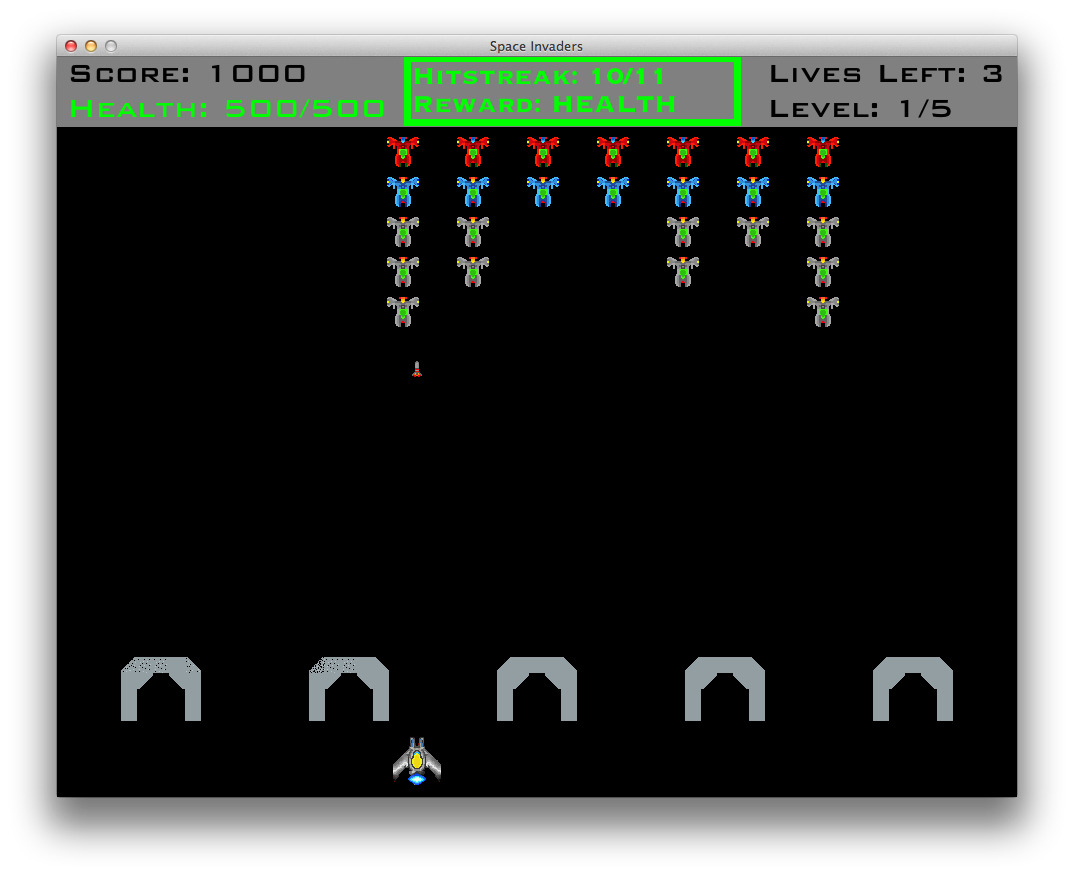 Space Invaders
Score: 1000
Health: 500/500
Hitstreak: 10/11
Reward: HEALTH
Lives Left: 3
Level: 1/5